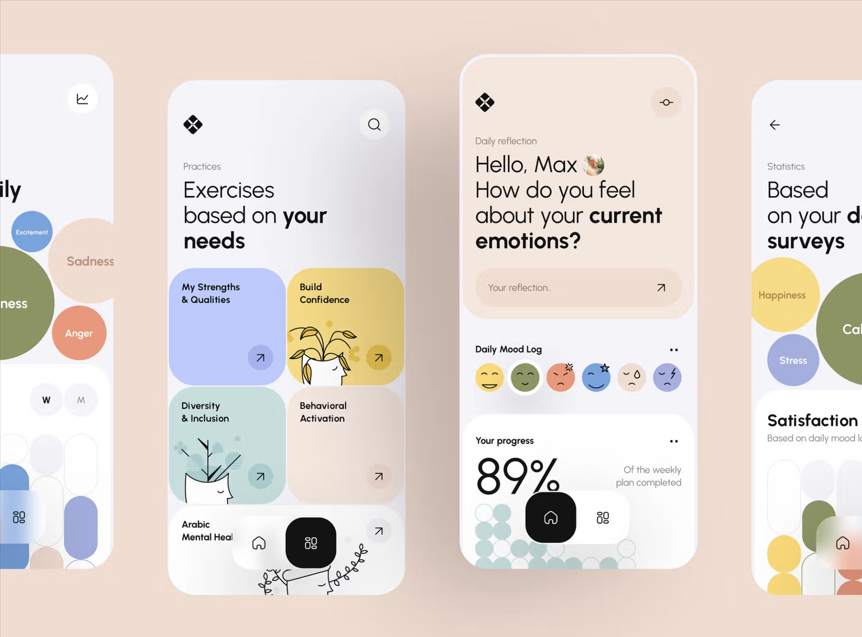 ily
Excitement
Sadness
ness
Anger
W
M
Practices
Exercises
based on your
needs
My Strengths
& Qualities
Build
Confidence
Diversity
& Inclusion
Behavioral
Activation
Arabic
Mental Heal
Daily reflection
Hello, Max
How do you feel
about your current
emotions?
Your reflection..
Daily Mood Log
Your progress
89%
Of the weekly
plan completed
Statistics
Based
on your d
surveys
Happiness
Cal
Stress
Satisfaction
Based on daily mood lo